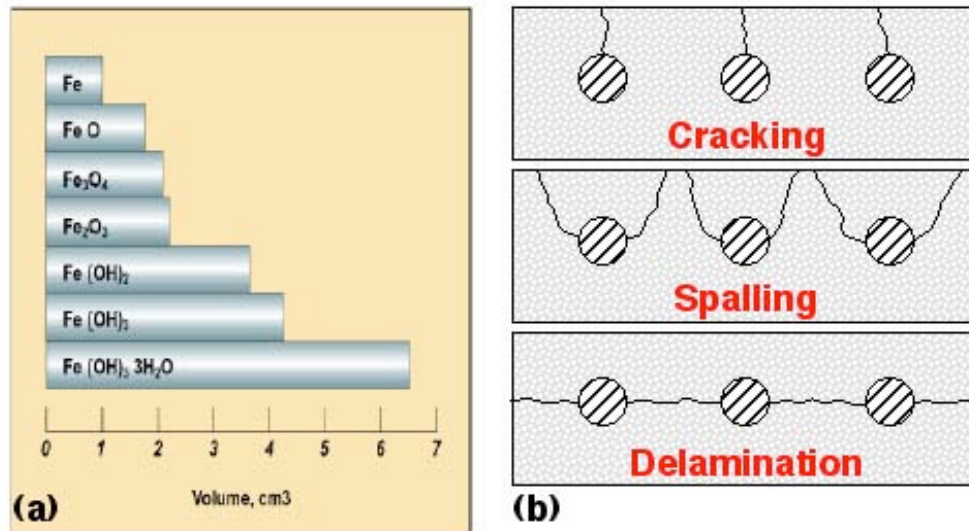 Fe
Fe O
Fe₃O₄
Fe₂O₃
Fe (OH)₂
Fe (OH)₃
Fe (OH)₃ 3H₂O
0 1 2 3 4 5 6 7
Volume, cm3
(a)
Cracking
Spalling
Delamination
(b)